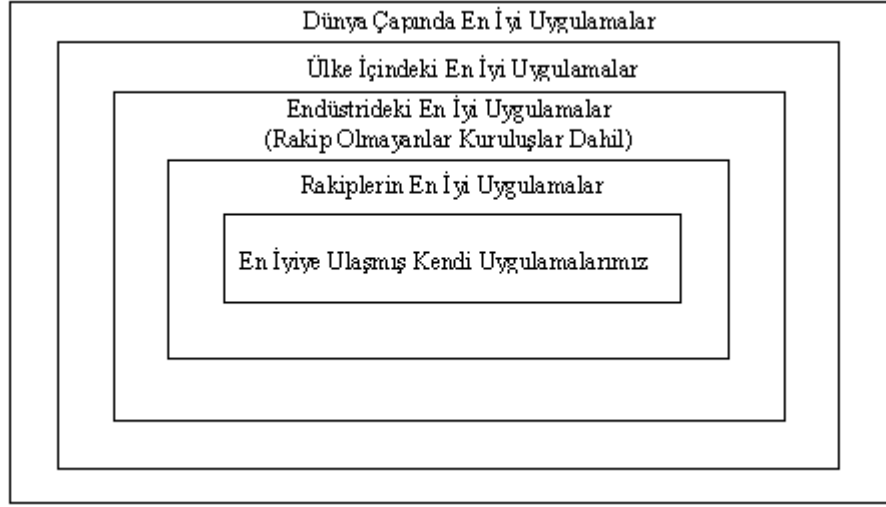 Dünya Çapında En İyi Uygulamalar
Ülke İçindeki En İyi Uygulamalar
Endüstrideki En İyi Uygulamalar
(Rakip Olmayanlar Kuruluşlar Dahil)
Rakiplerin En İyi Uygulamalar
En İyiye Ulaşmış Kendi Uygulamalarımız